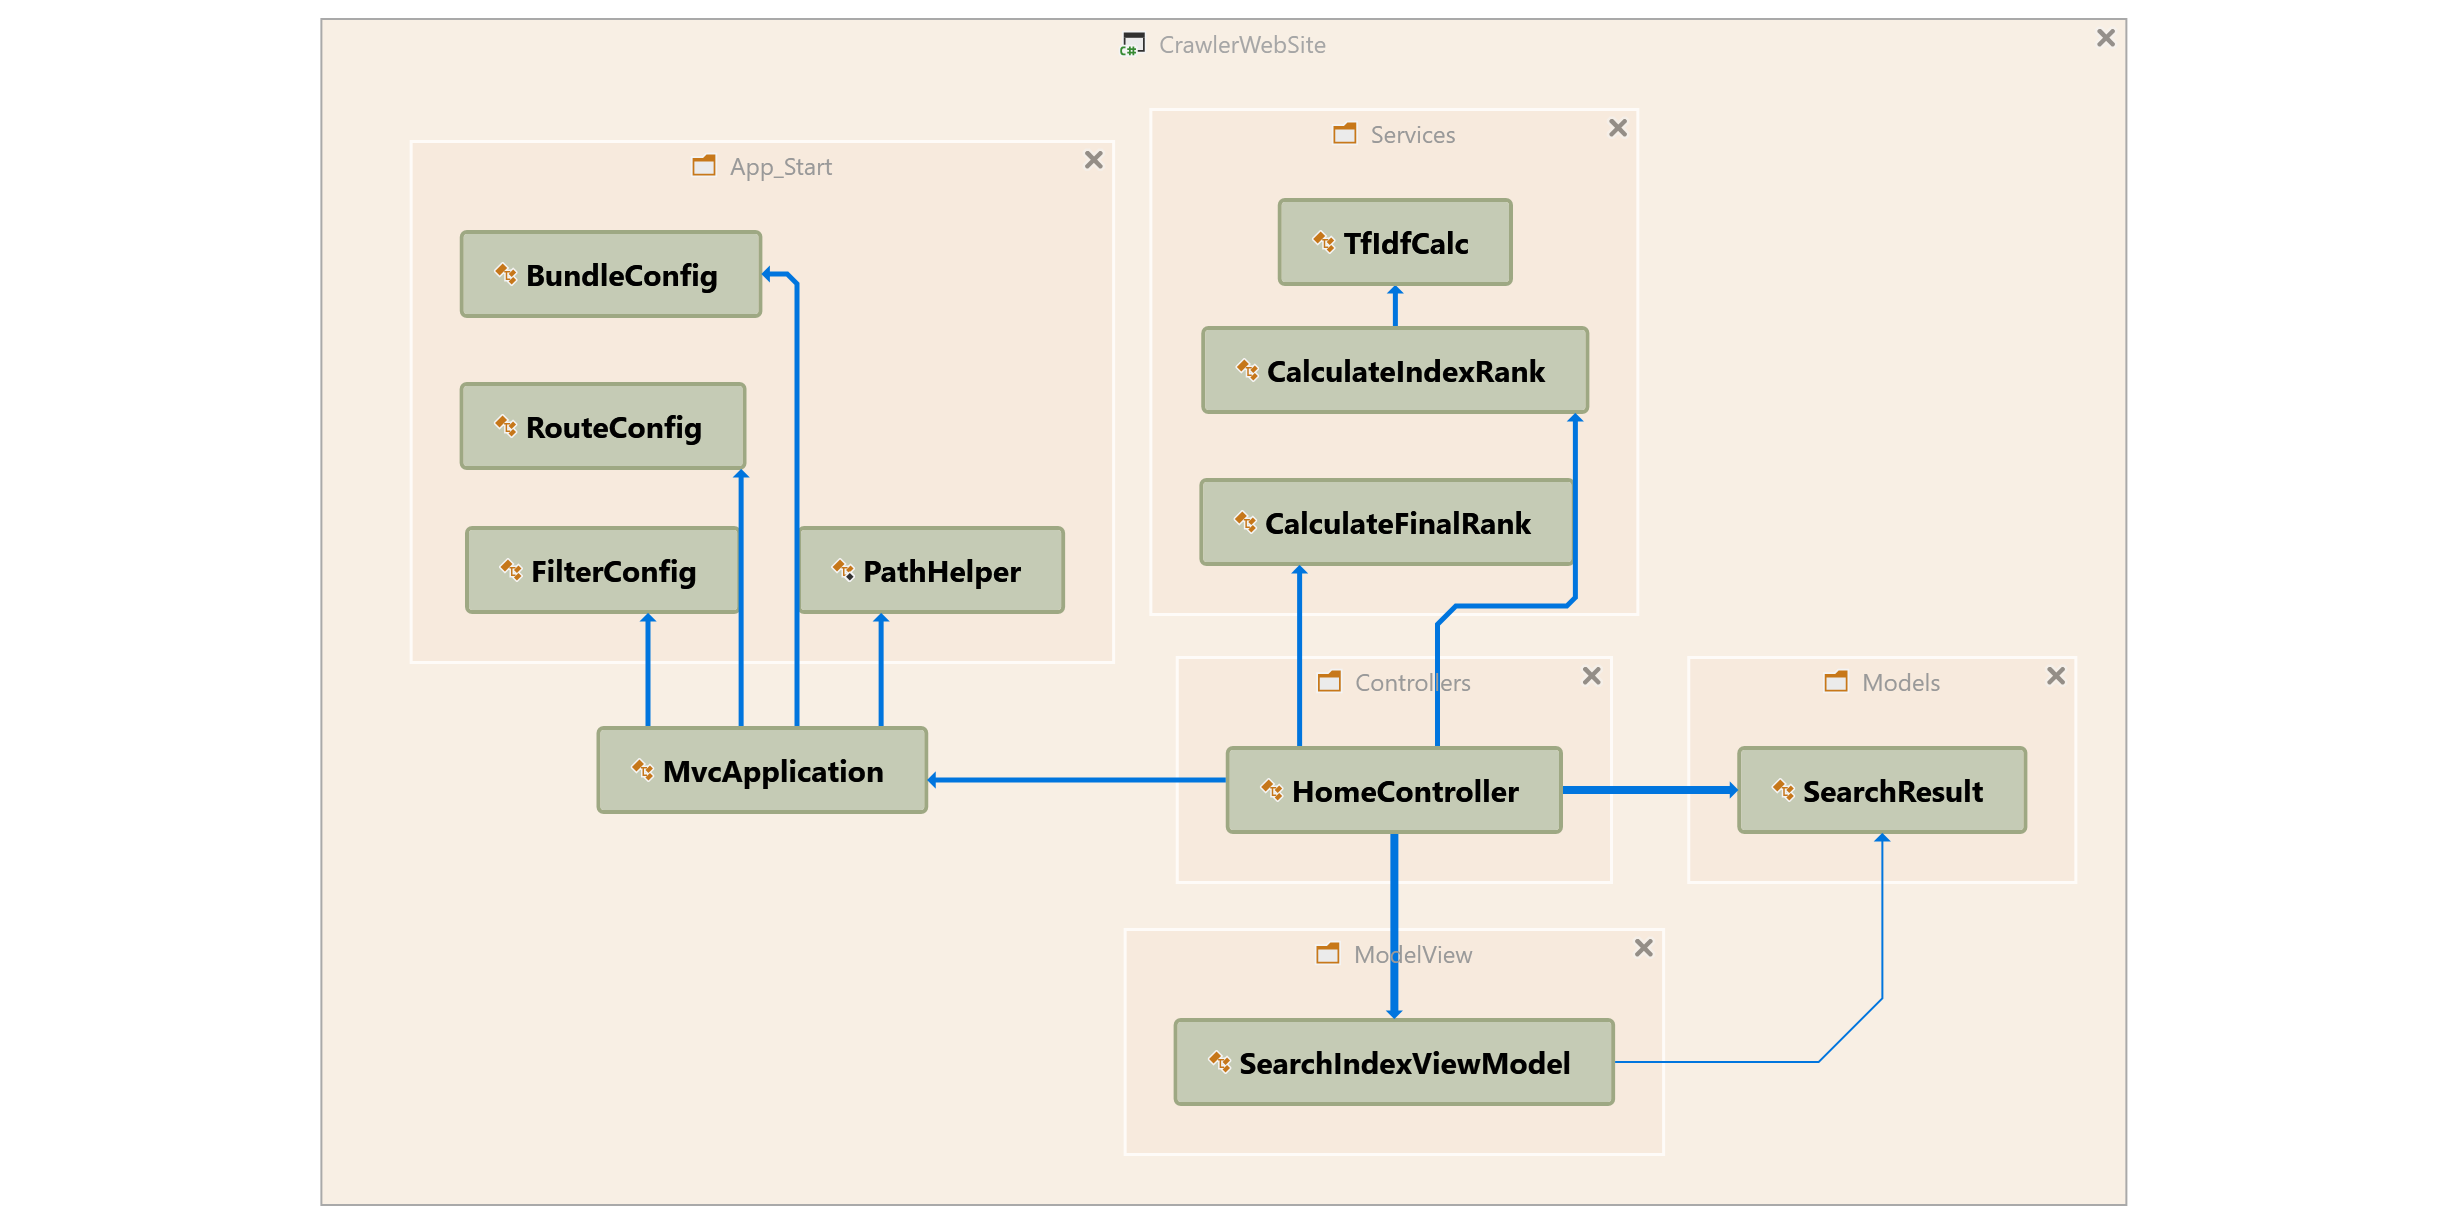 C# CrawlerWebSite
App_Start
BundleConfig
RouteConfig
FilterConfig
PathHelper
MvcApplication
Services
TfIdfCalc
CalculateIndexRank
CalculateFinalRank
Controllers
HomeController
Models
SearchResult
ModelView
SearchIndexViewModel